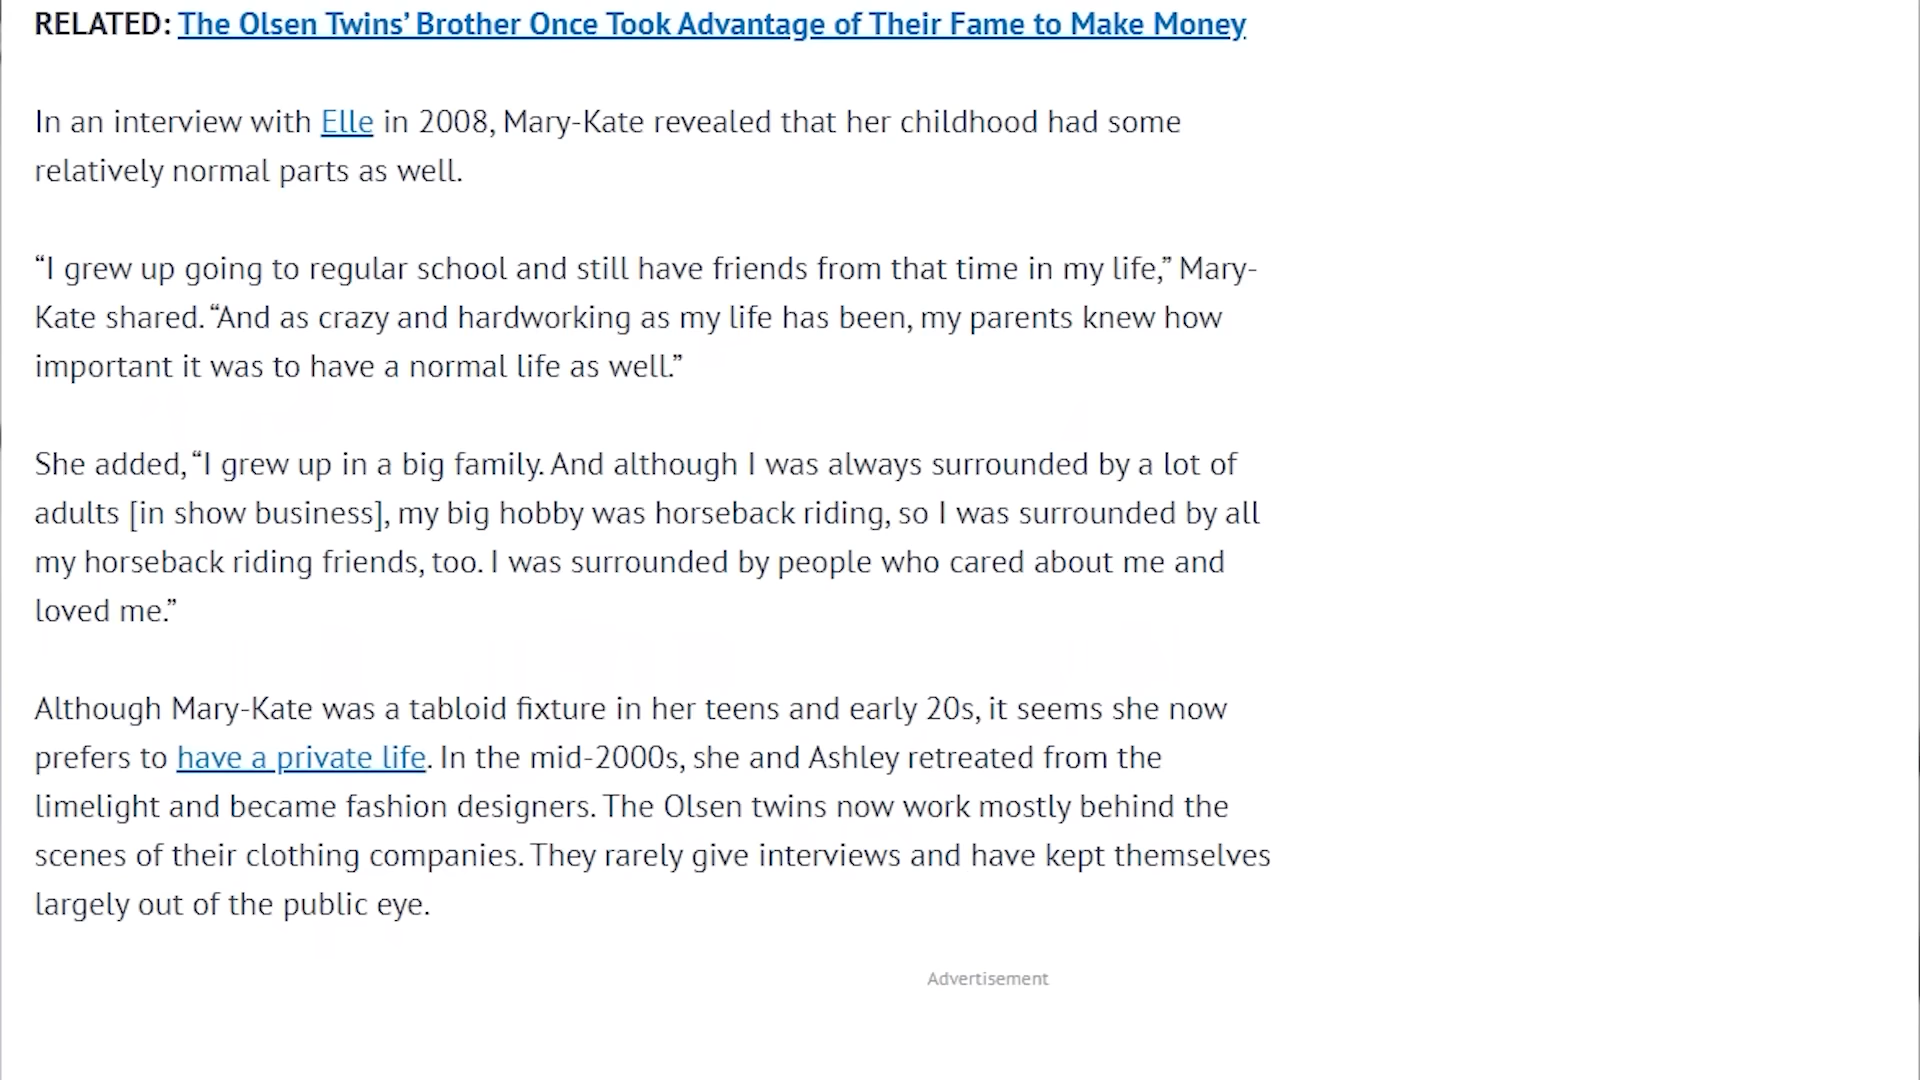 RELATED: The Olsen Twins’ Brother Once Took Advantage of Their Fame to Make Money
In an interview with Elle in 2008, Mary-Kate revealed that her childhood had some
relatively normal parts as well.
“I grew up going to regular school and still have friends from that time in my life,” Mary-
Kate shared. “And as crazy and hardworking as my life has been, my parents knew how
important it was to have a normal life as well.”
She added, “I grew up in a big family. And although I was always surrounded by a lot of
adults [in show business], my big hobby was horseback riding, so I was surrounded by all
my horseback riding friends, too. I was surrounded by people who cared about me and
loved me.”
Although Mary-Kate was a tabloid fixture in her teens and early 20s, it seems she now
prefers to have a private life. In the mid-2000s, she and Ashley retreated from the
limelight and became fashion designers. The Olsen twins now work mostly behind the
scenes of their clothing companies. They rarely give interviews and have kept themselves
largely out of the public eye.
Advertisement